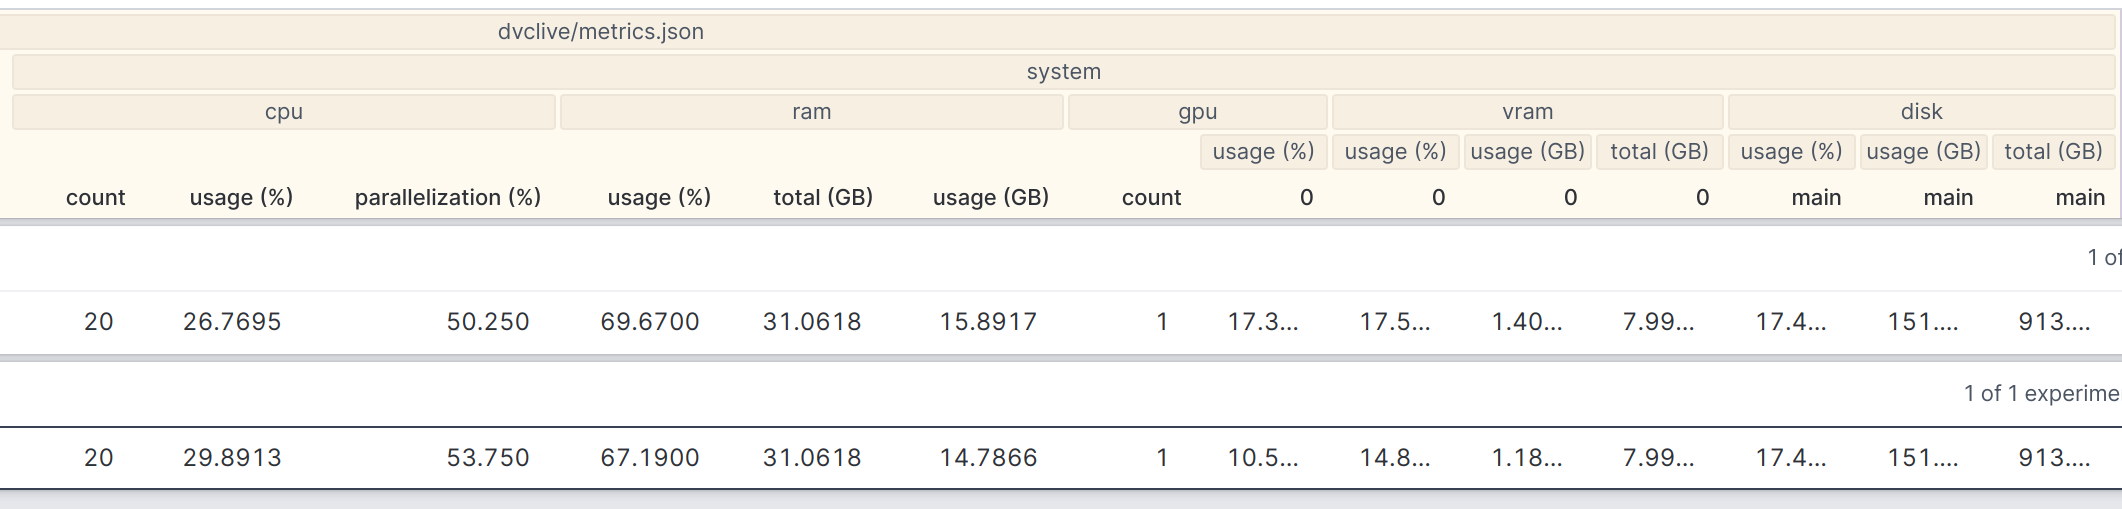 dvclive/metrics.json
system
cpu ram gpu vram disk
usage (%) usage (%) usage (GB) total (GB) usage (%) usage (GB) total (GB)
count usage (%) parallelization (%) usage (%) total (GB) usage (GB) count 0 0 0 0 main main main
1 of
20 26.7695 50.250 69.6700 31.0618 15.8917 1 17.3... 17.5... 1.40... 7.99... 17.4... 151.... 913....
1 of 1 experime
20 29.8913 53.750 67.1900 31.0618 14.7866 1 10.5... 14.8... 1.18... 7.99... 17.4... 151.... 913....